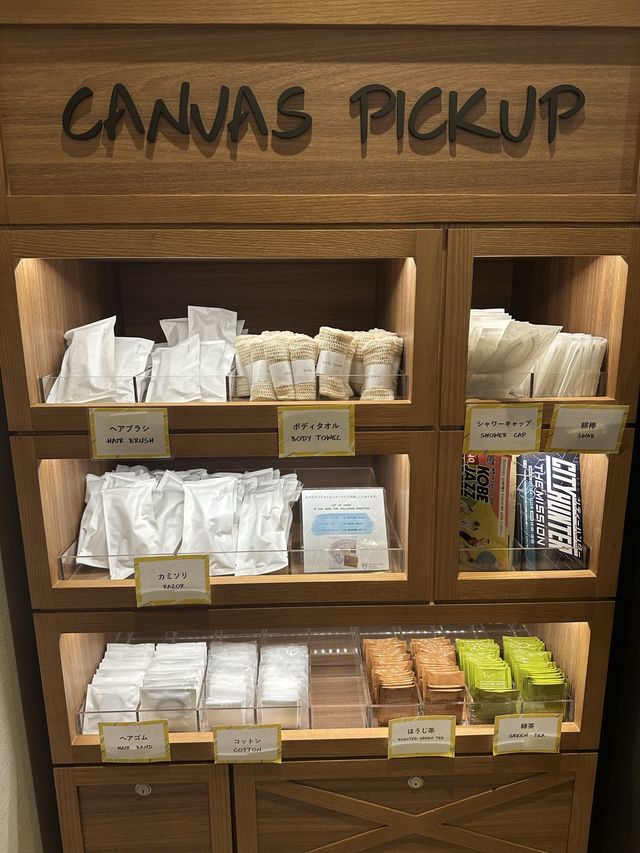 CANVAS PICKUP
ヘアブラシ
HAIR BRUSH
ボディタオル
BODY TOWEL
シャワーキャップ
SHOWER CAP
綿棒
SWAB
カミソリ
RAZOR
KOBE
JAZZ
CITY HUNTER
THE MISSION
ヘアゴム
HAIR BAND
コットン
COTTON
ほうじ茶
ROASTED GREEN TEA
緑茶
GREEN TEA